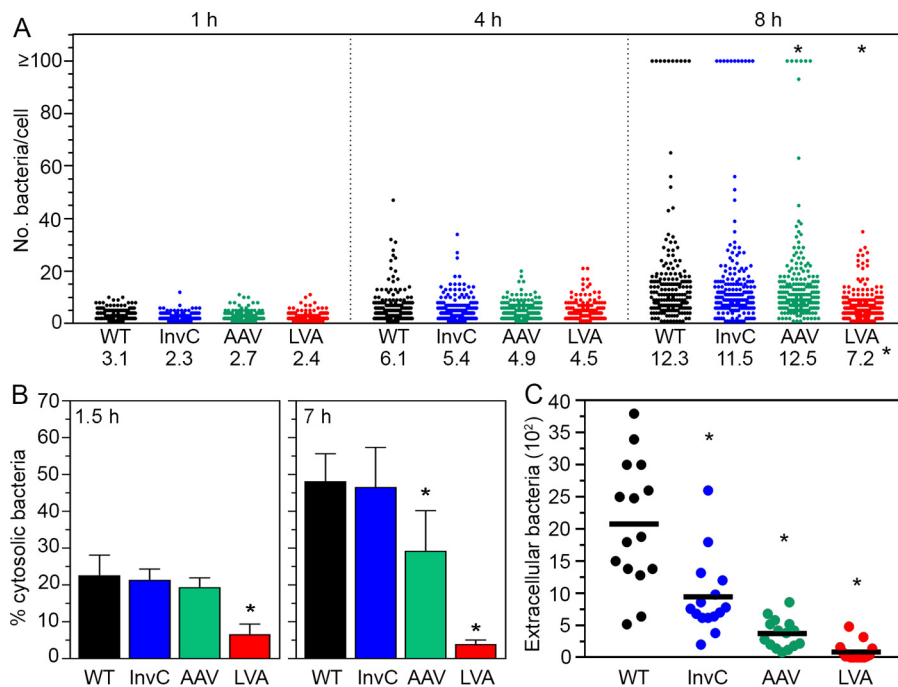 A
1 h 4 h 8 h
No. bacteria/cell
≥100
80
60
40
20
10
0
WT InvC AAV LVA WT InvC AAV LVA WT InvC AAV LVA
3.1 2.3 2.7 2.4 6.1 5.4 4.9 4.5 12.3 11.5 12.5 7.2 *
* *
B
% cytosolic bacteria
70
60
50
40
30
20
10
0
1.5 h
*
WT InvC AAV LVA
7 h
* *
WT InvC AAV LVA
C
Extracellular bacteria (10²)
40
35
30
25
20
15
10
5
0
* * *
WT InvC AAV LVA